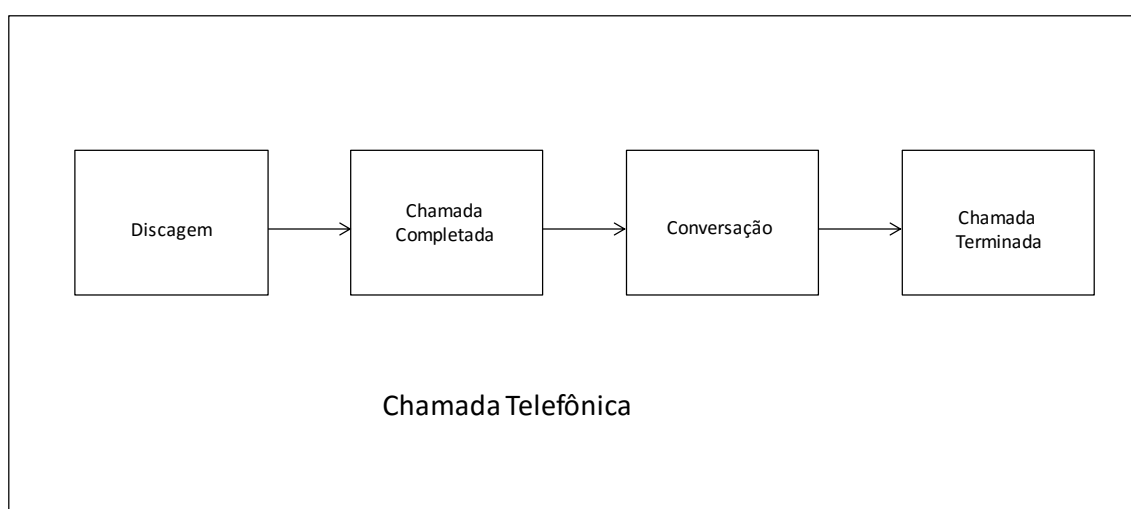 Discagem
Chamada
Completada
Conversação
Chamada
Terminada
Chamada Telefônica